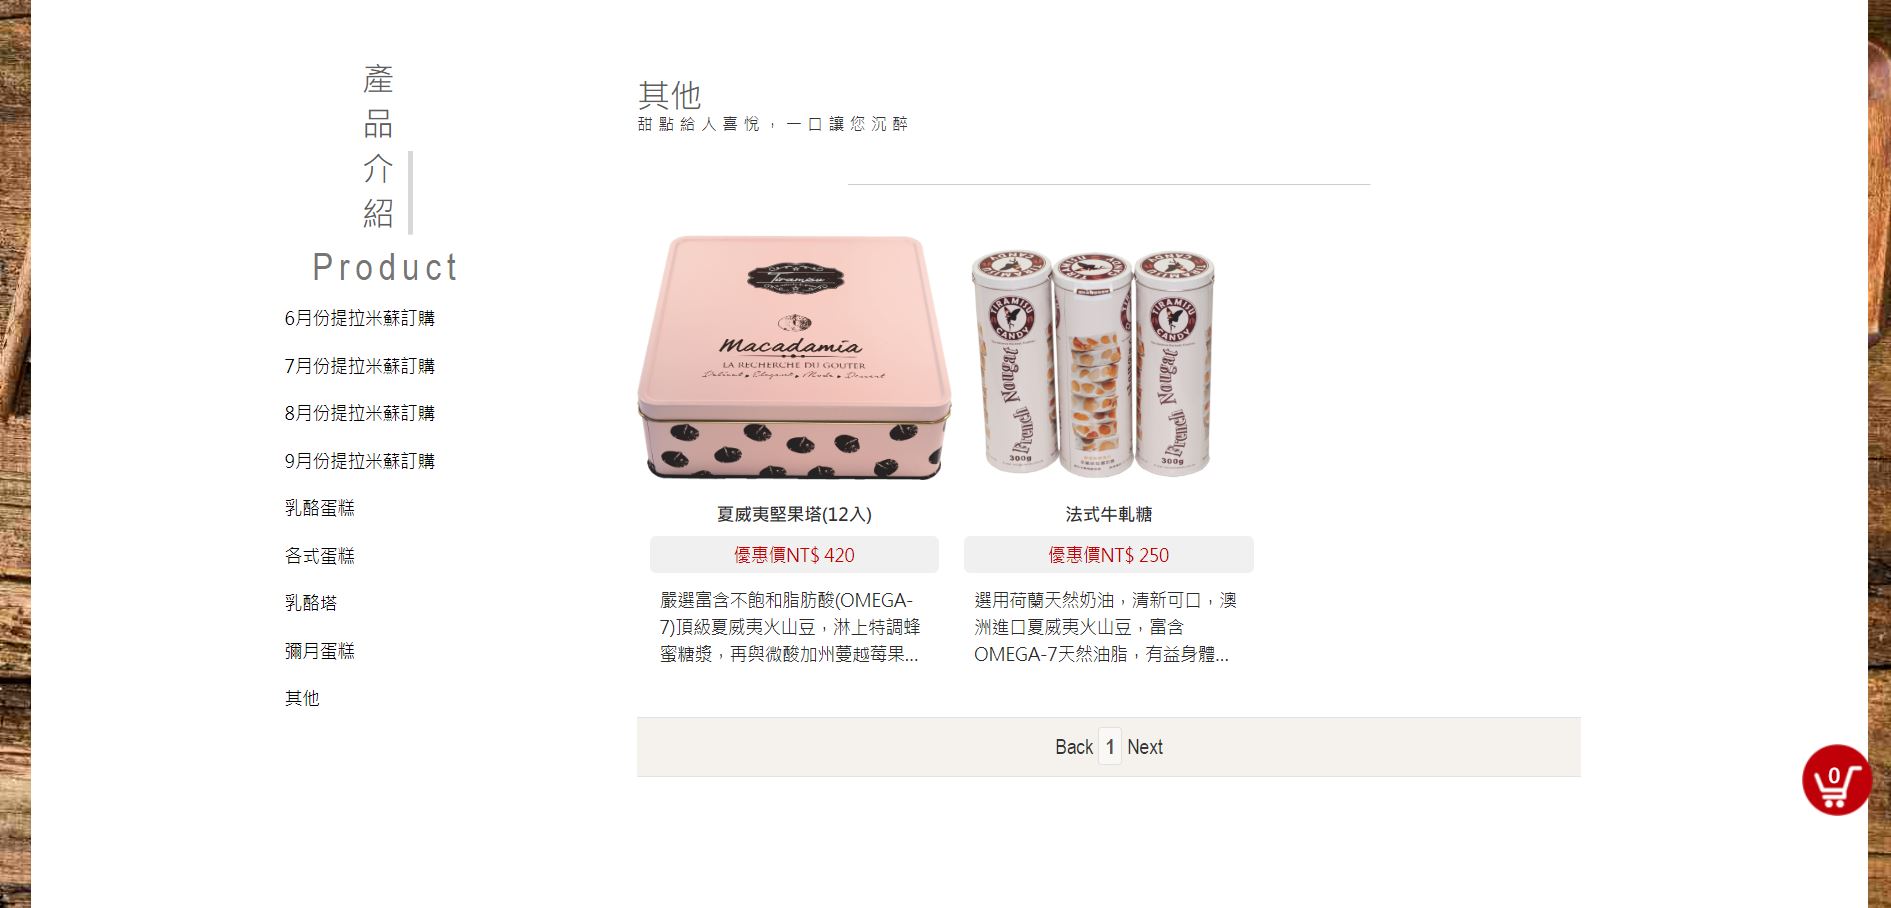 產
品
介
紹
Product
6月份提拉米蘇訂購
7月份提拉米蘇訂購
8月份提拉米蘇訂購
9月份提拉米蘇訂購
乳酪蛋糕
各式蛋糕
乳酪塔
彌月蛋糕
其他
其他
甜點給人喜悅，一口讓您沉醉
Tiramisu
Macadamia
LA RECHERCHE DU GOUTER
TIRAMISU
CANDY
French Nougat
300g
TIRAMISU
CANDY
French Nougat
300g
夏威夷堅果塔(12入)
優惠價NT$ 420
嚴選富含不飽和脂肪酸(OMEGA-
7)頂級夏威夷火山豆，淋上特調蜂
蜜糖漿，再與微酸加州蔓越莓果...
法式牛軋糖
優惠價NT$ 250
選用荷蘭天然奶油，清新可口，澳
洲進口夏威夷火山豆，富含
OMEGA-7天然油脂，有益身體...
Back 1 Next
0